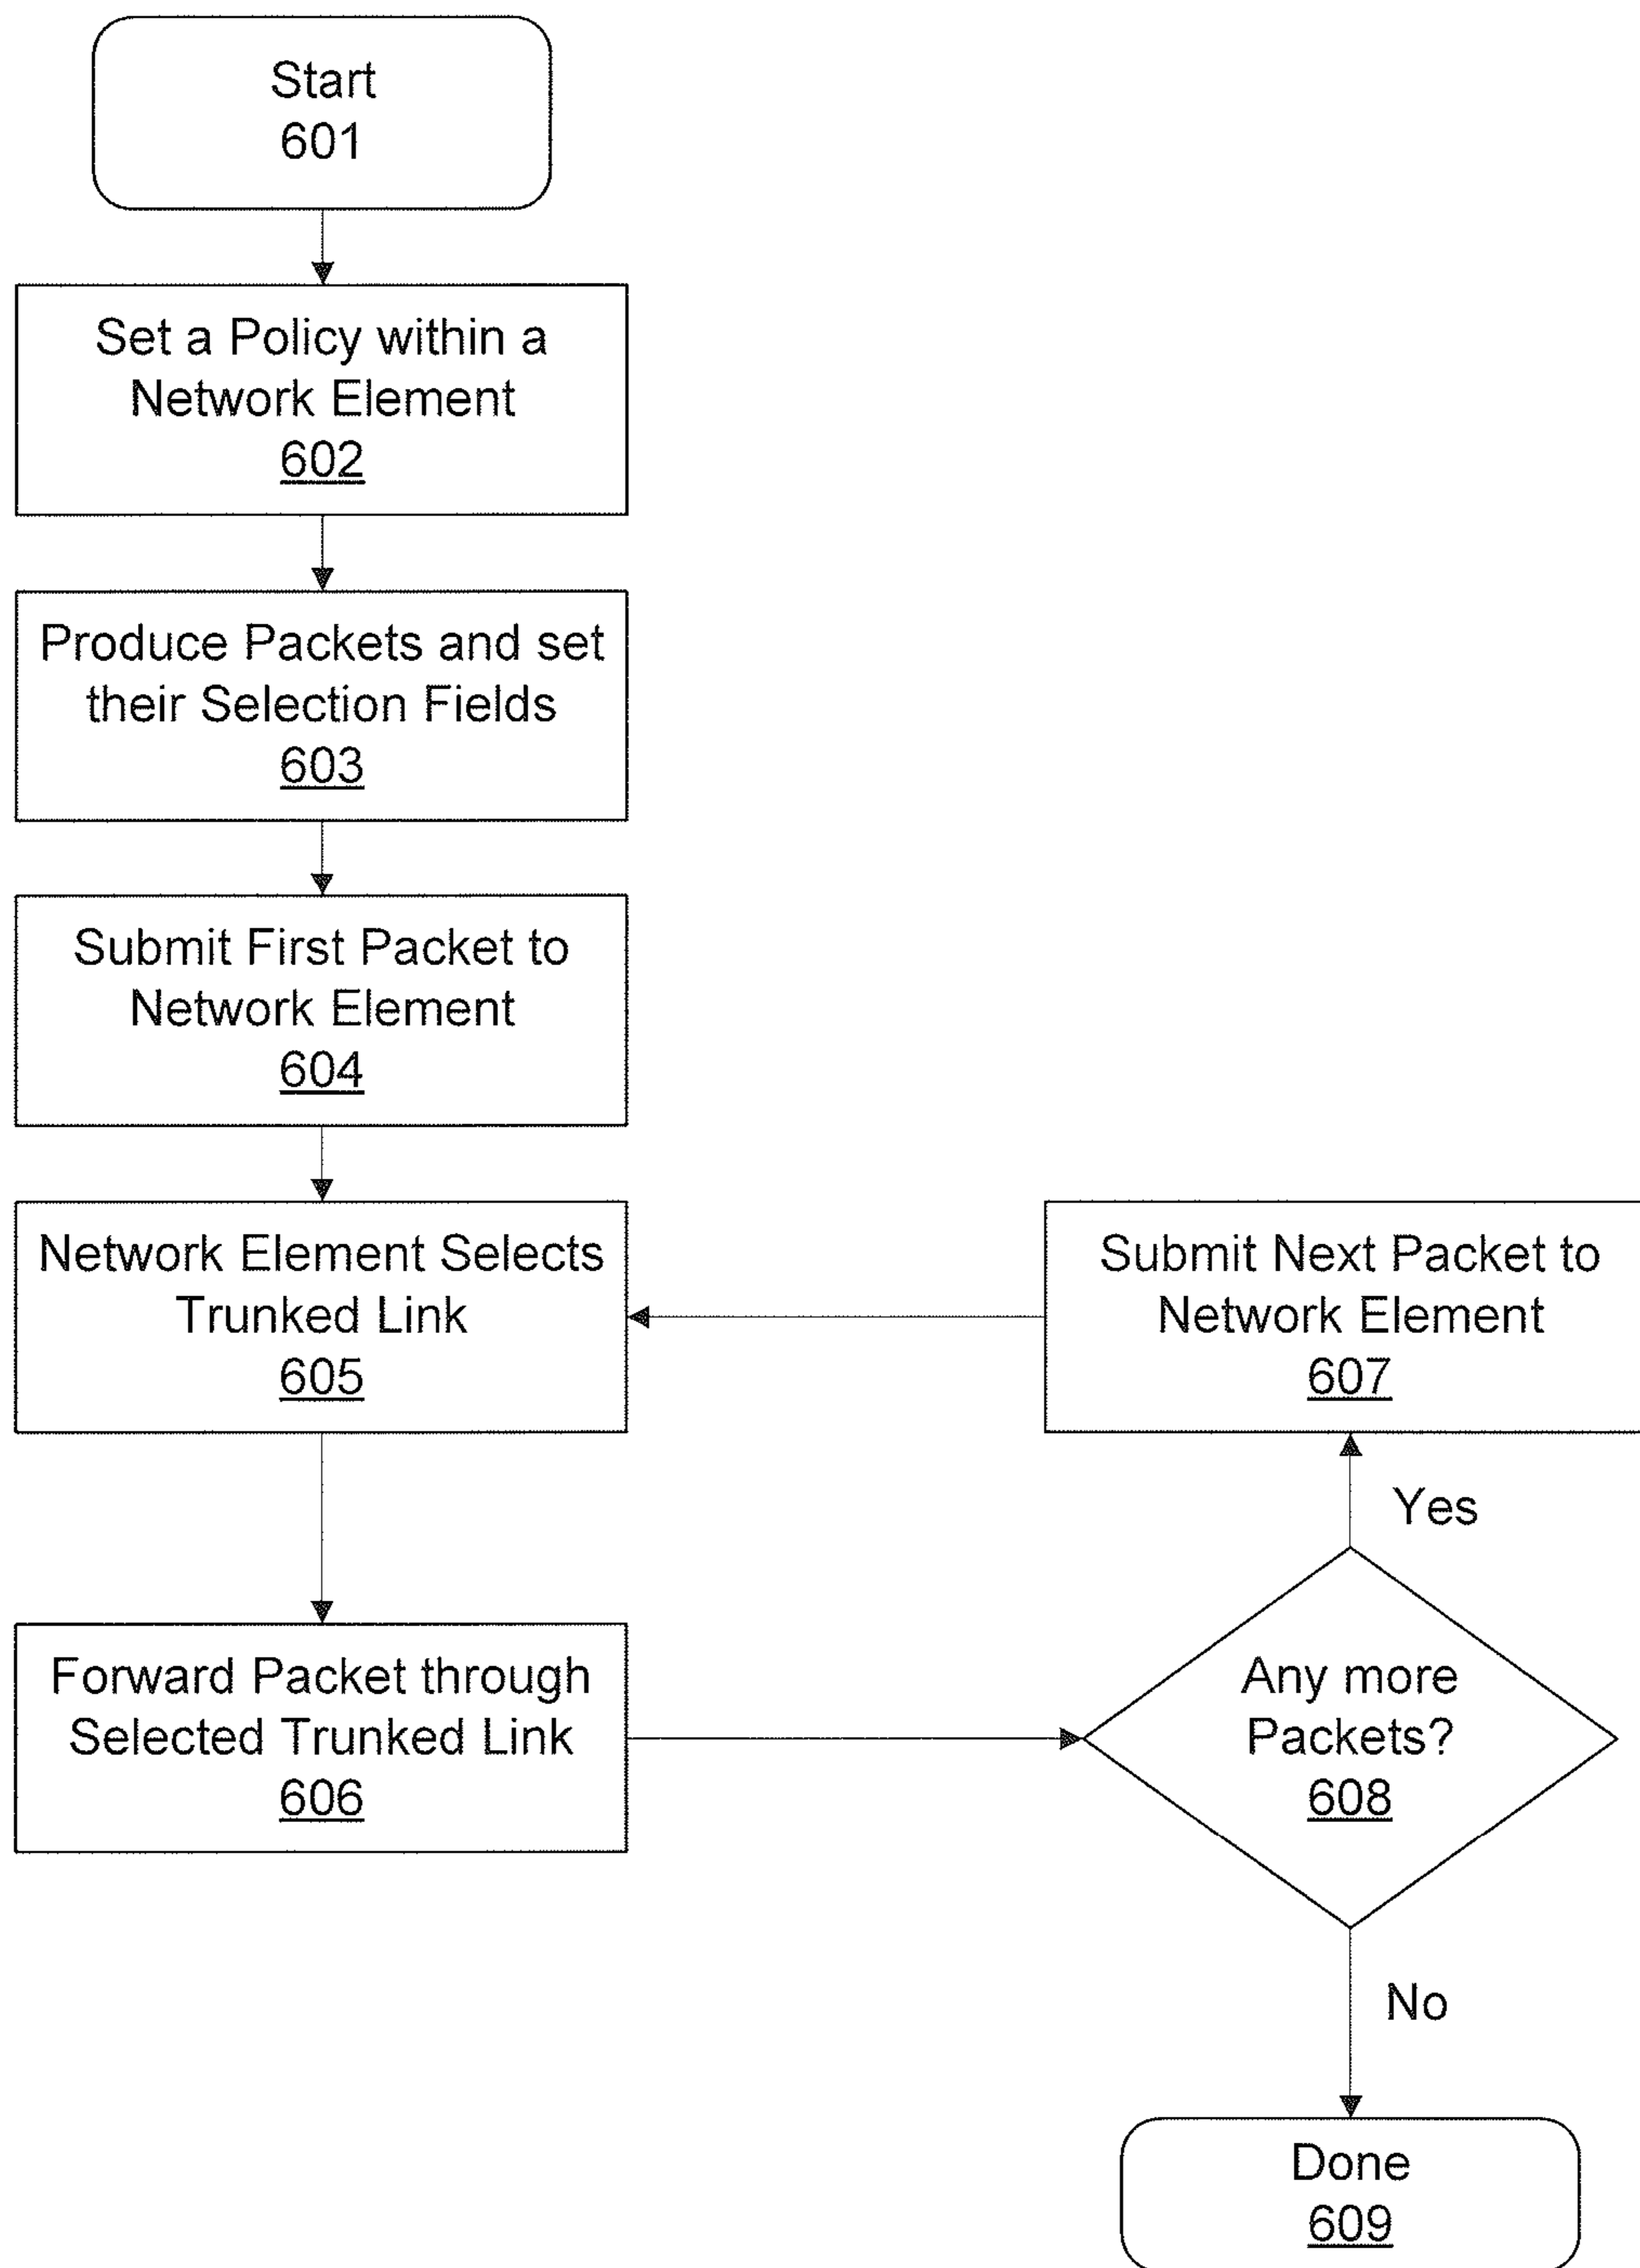 Start
601
Set a Policy within a
Network Element
602
Produce Packets and set
their Selection Fields
603
Submit First Packet to
Network Element
604
Network Element Selects
Trunked Link
605
Submit Next Packet to
Network Element
607
Yes
Forward Packet through
Selected Trunked Link
606
Any more
Packets?
608
No
Done
609